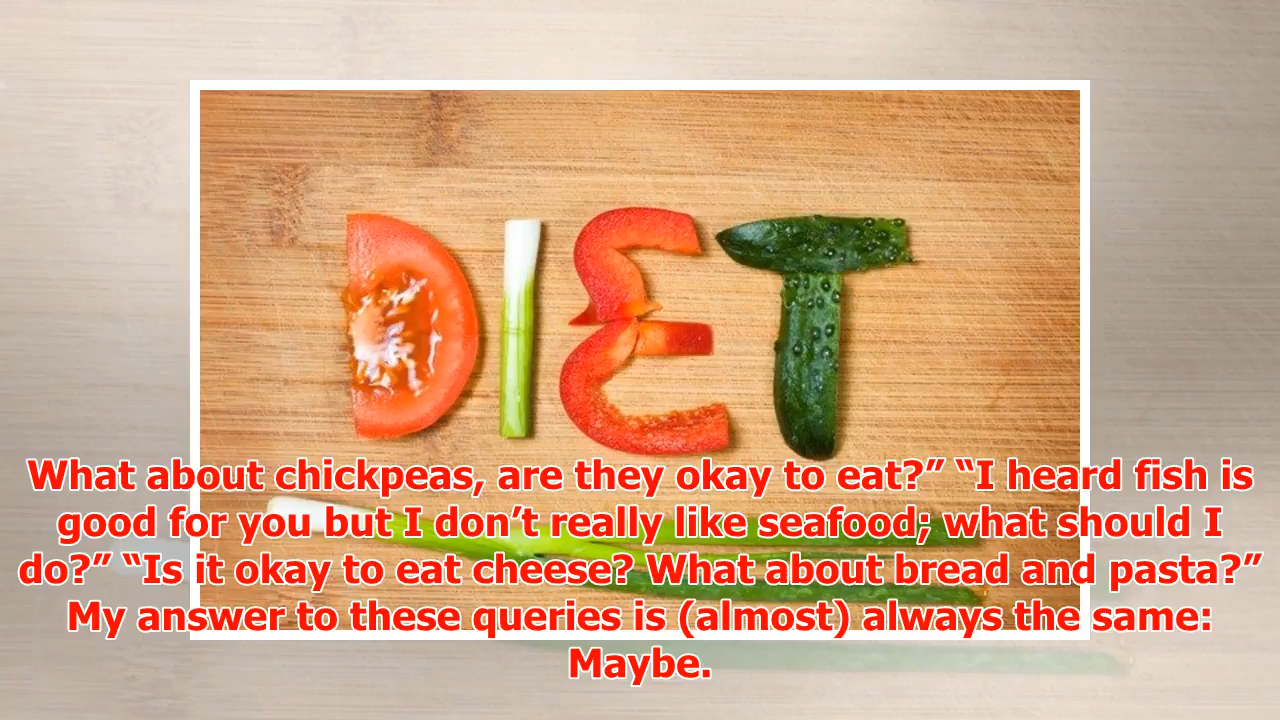 DIET
What about chickpeas, are they okay to eat?” “I heard fish is
good for you but I don’t really like seafood; what should I
do?” “Is it okay to eat cheese? What about bread and pasta?”
My answer to these queries is (almost) always the same:
Maybe.